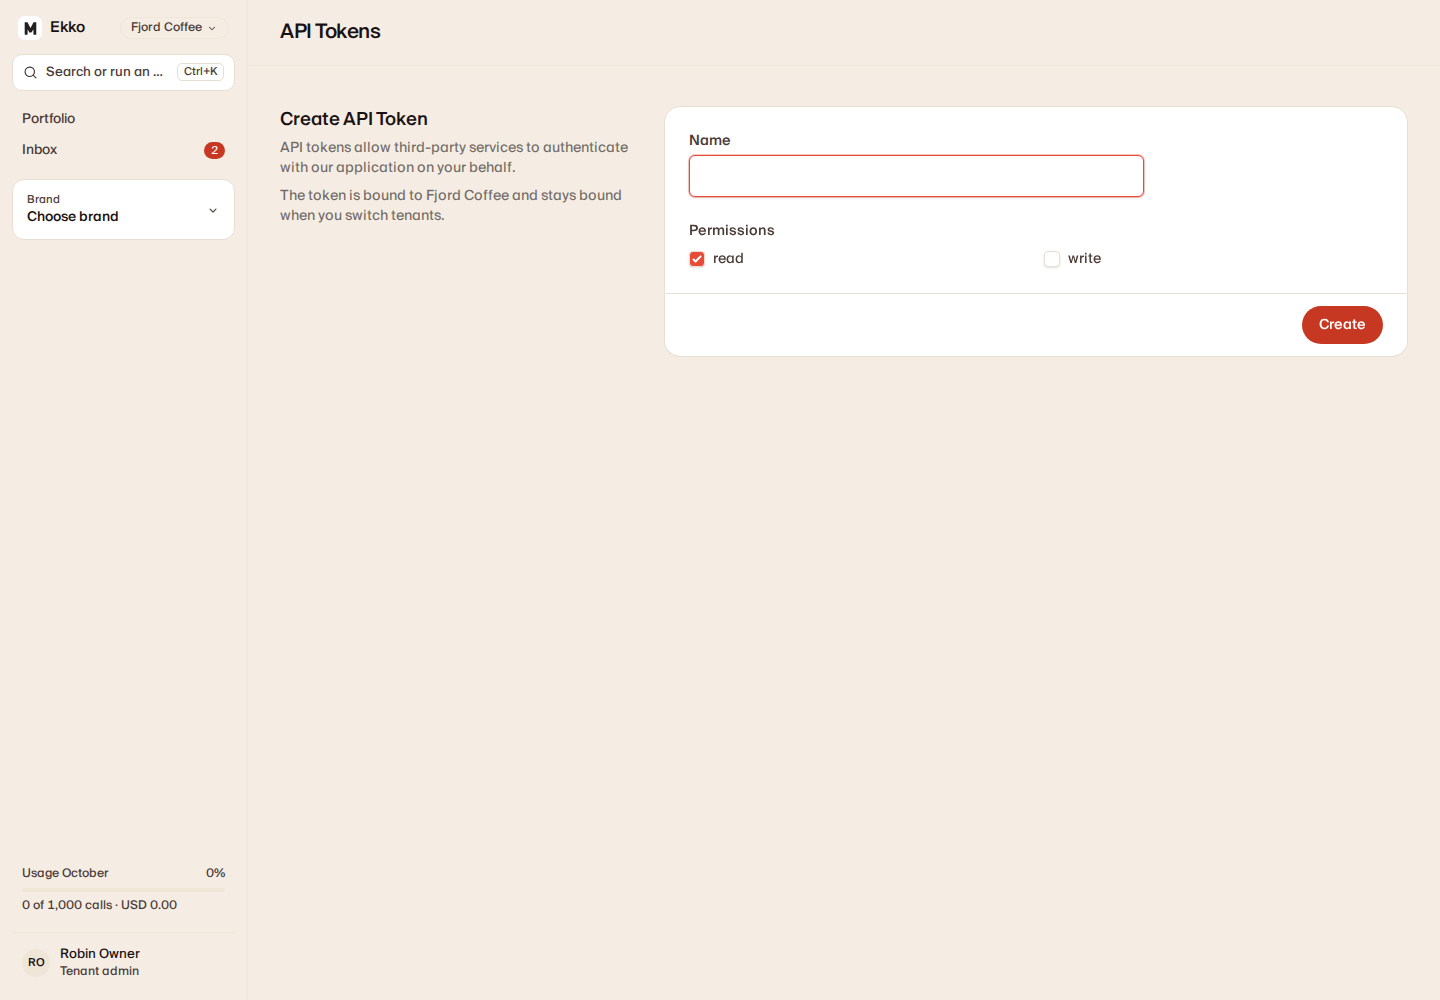 Ekko
Fjord Coffee
Search or run an ...
Ctrl+K
Portfolio
Inbox
2
Brand
Choose brand
Usage October
0%
0 of 1,000 calls · USD 0.00
RO
Robin Owner
Tenant admin
API Tokens
Create API Token
API tokens allow third-party services to authenticate
with our application on your behalf.
The token is bound to Fjord Coffee and stays bound
when you switch tenants.
Name
Permissions
read
write
Create